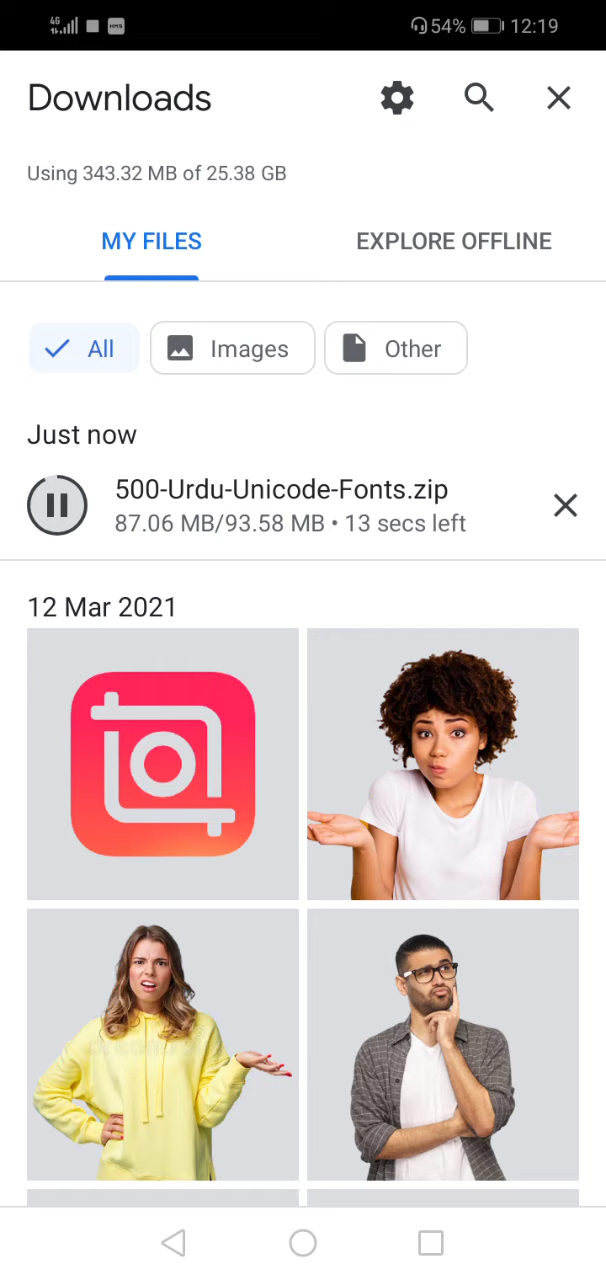 4G
HMS
54%
12:19
Downloads
Using 343.32 MB of 25.38 GB
MY FILES
EXPLORE OFFLINE
All
Images
Other
Just now
500-Urdu-Unicode-Fonts.zip
87.06 MB/93.58 MB • 13 secs left
12 Mar 2021